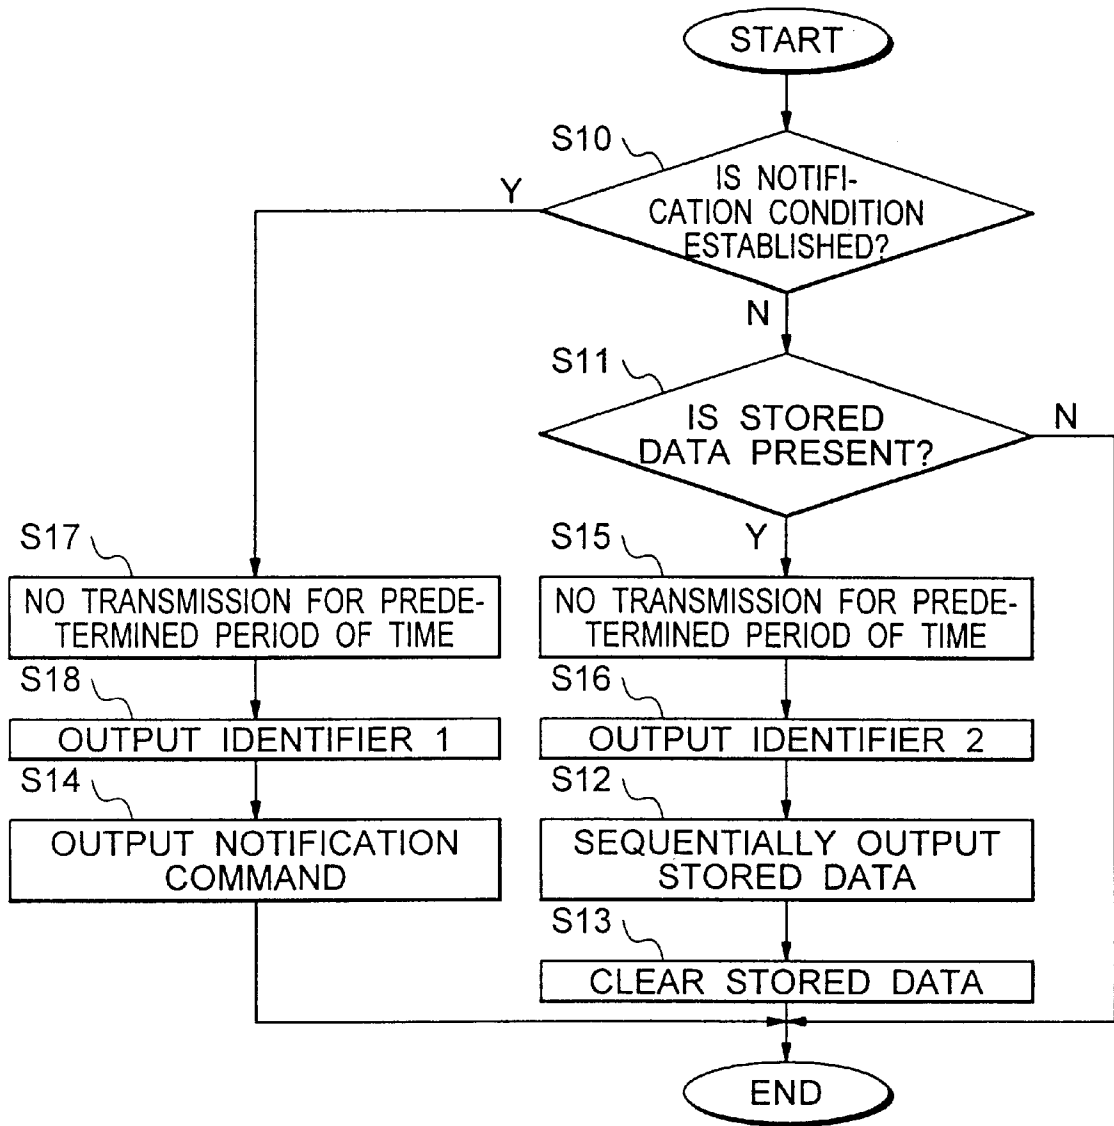 START
S10
IS NOTIFI-
CATION CONDITION
ESTABLISHED?
Y
N
S11
IS STORED
DATA PRESENT?
N
Y
S17
NO TRANSMISSION FOR PREDE-
TERMINED PERIOD OF TIME
S15
NO TRANSMISSION FOR PREDE-
TERMINED PERIOD OF TIME
S18
OUTPUT IDENTIFIER 1
S16
OUTPUT IDENTIFIER 2
S14
OUTPUT NOTIFICATION
COMMAND
S12
SEQUENTIALLY OUTPUT
STORED DATA
S13
CLEAR STORED DATA
END